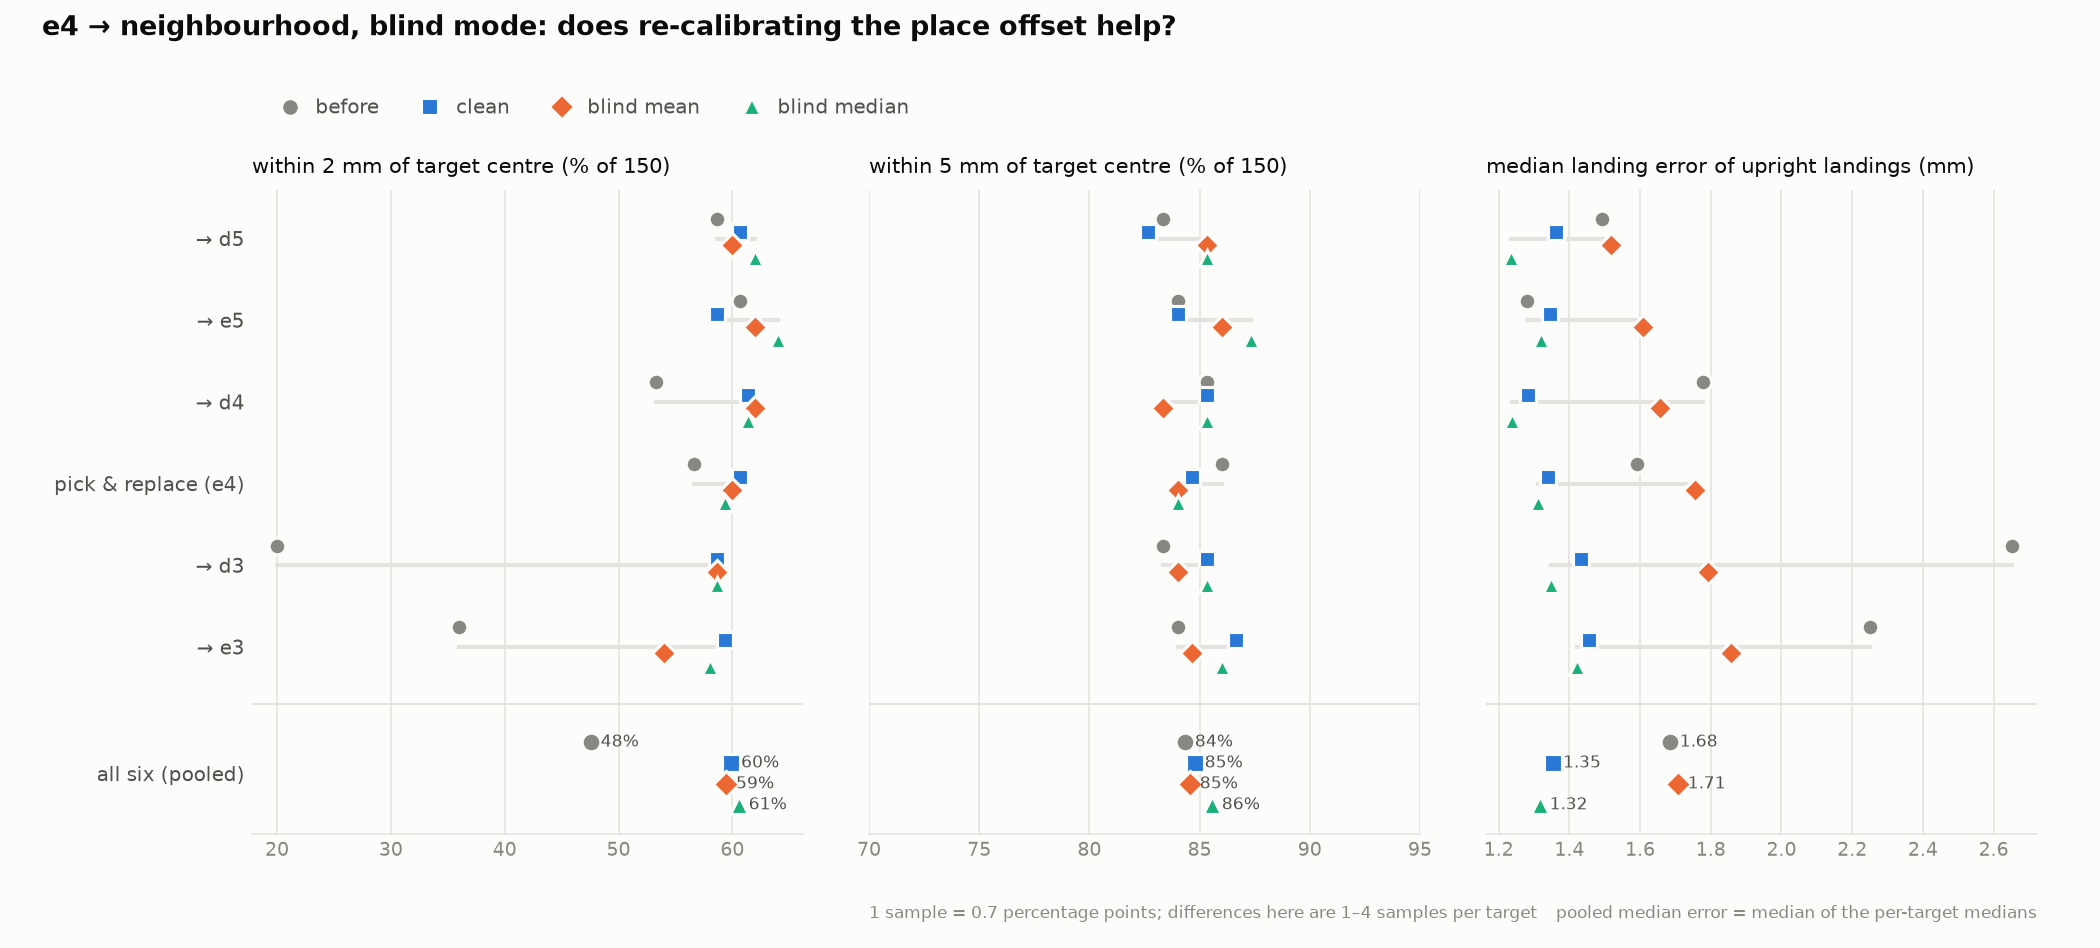 e4 → neighbourhood, blind mode: does re-calibrating the place offset help?
before clean blind mean blind median
within 2 mm of target centre (% of 150)
within 5 mm of target centre (% of 150)
median landing error of upright landings (mm)
→ d5
→ e5
→ d4
pick & replace (e4)
→ d3
→ e3
all six (pooled)
48%
60%
59%
61%
84%
85%
85%
86%
1.68
1.35
1.71
1.32
20 30 40 50 60
70 75 80 85 90 95
1.2 1.4 1.6 1.8 2.0 2.2 2.4 2.6
1 sample = 0.7 percentage points; differences here are 1–4 samples per target
pooled median error = median of the per-target medians